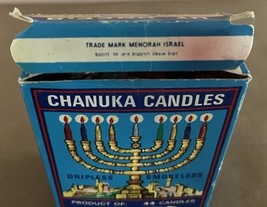 TRADE MARK MENORAH ISRAEL
CHANUKA CANDLES
DRIPLESS SMOKELESS
PRODUCT OF: 44 CANDLES